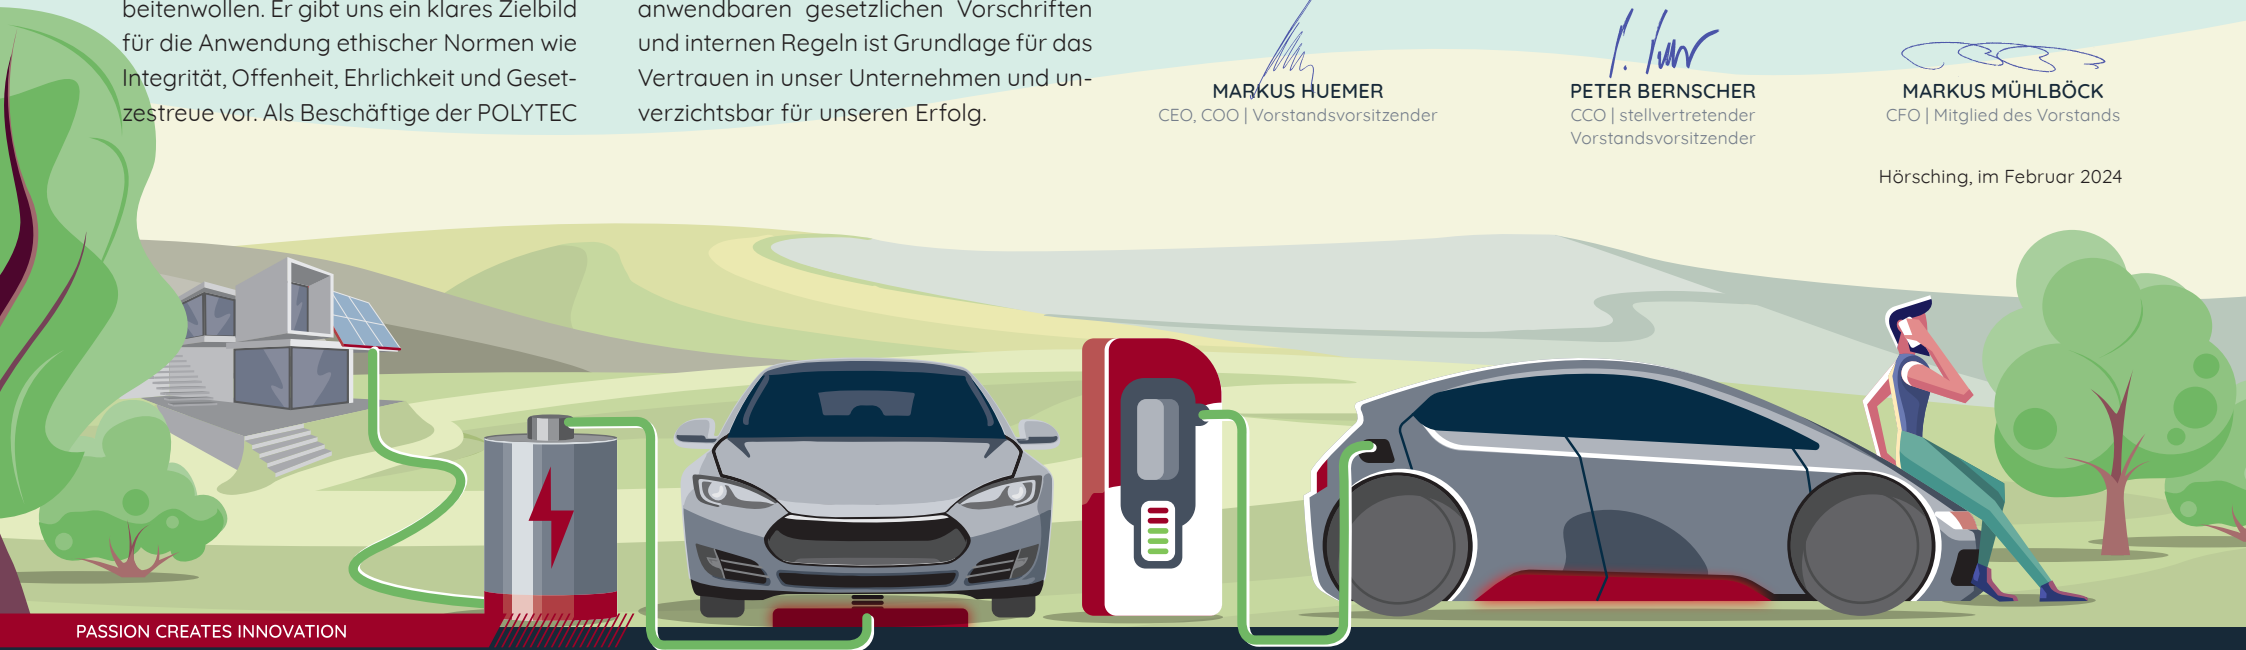 beitenwollen. Er gibt uns ein klares Zielbild
für die Anwendung ethischer Normen wie
Integrität, Offenheit, Ehrlichkeit und Geset-
zestreue vor. Als Beschäftige der POLYTEC
anwendbaren gesetzlichen Vorschriften
und internen Regeln ist Grundlage für das
Vertrauen in unser Unternehmen und un-
verzichtsbar für unseren Erfolg.
MARKUS HUEMER
CEO, COO | Vorstandsvorsitzender
PETER BERNSCHER
CCO | stellvertretender
Vorstandsvorsitzender
MARKUS MÜHLBÖCK
CFO | Mitglied des Vorstands
Hörsching, im Februar 2024
PASSION CREATES INNOVATION